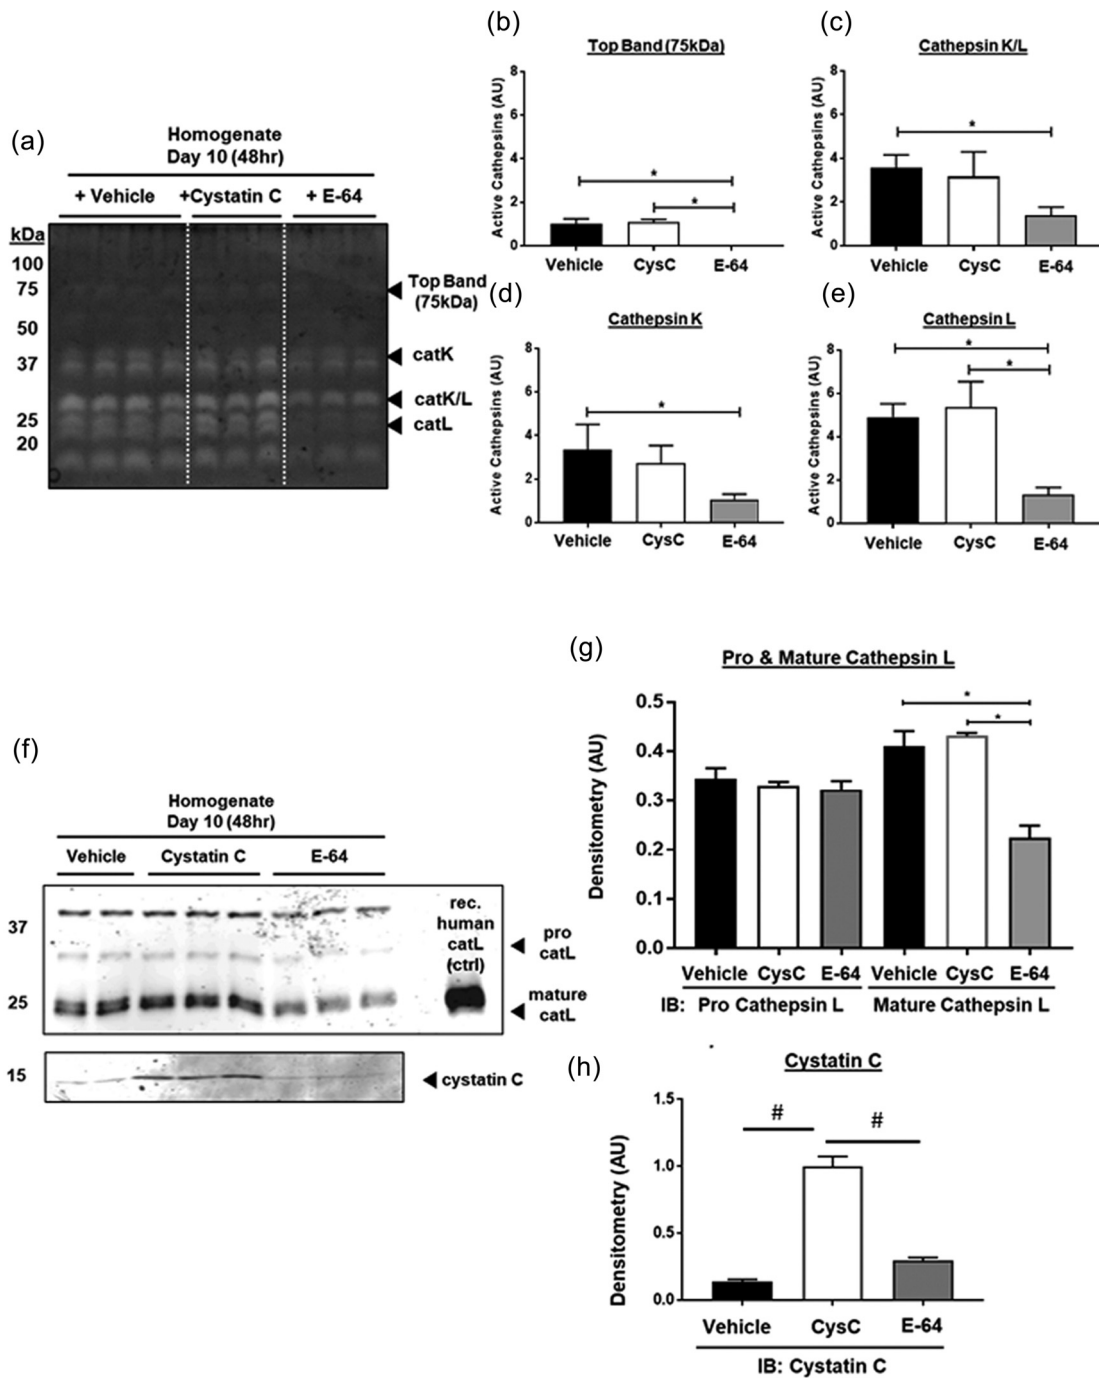 (a)
Homogenate
Day 10 (48hr)
+ Vehicle +Cystatin C + E-64
kDa
100
75
50
37
25
20
Top Band
(75kDa)
catK
catK/L
catL
(b)
Top Band (75kDa)
Active Cathepsins (AU)
8
6
4
2
0
*
*
Vehicle CysC E-64
(c)
Cathepsin K/L
Active Cathepsins (AU)
8
6
4
2
0
*
Vehicle CysC E-64
(d)
Cathepsin K
Active Cathepsins (AU)
8
6
4
2
0
*
Vehicle CysC E-64
(e)
Cathepsin L
Active Cathepsins (AU)
8
6
4
2
0
*
*
Vehicle CysC E-64
(f)
Homogenate
Day 10 (48hr)
Vehicle Cystatin C E-64
37
25
15
rec.
human
catL
(ctrl)
pro
catL
mature
catL
cystatin C
(g)
Pro & Mature Cathepsin L
Densitometry (AU)
0.5
0.4
0.3
0.2
0.1
0.0
*
*
Vehicle CysC E-64 Vehicle CysC E-64
IB: Pro Cathepsin L Mature Cathepsin L
(h)
Cystatin C
Densitometry (AU)
1.5
1.0
0.5
0.0
# #
Vehicle CysC E-64
IB: Cystatin C